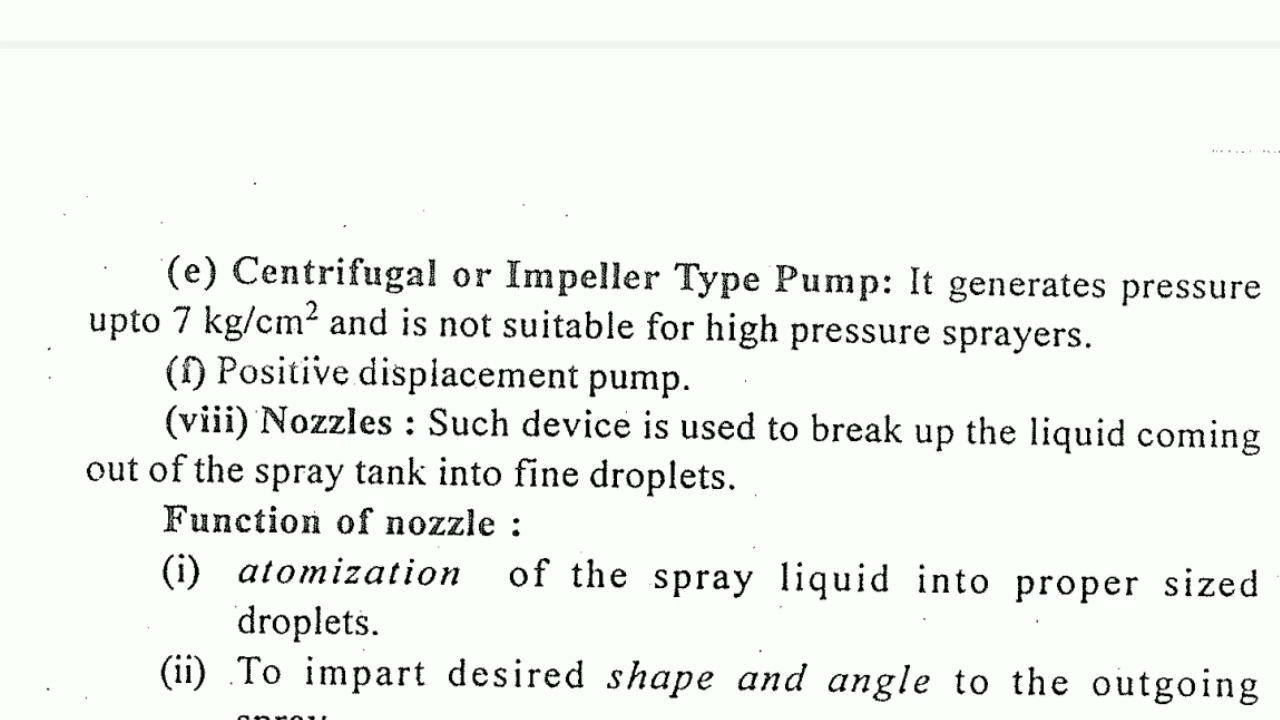 (e) Centrifugal or Impeller Type Pump: It generates pressure
upto 7 kg/cm² and is not suitable for high pressure sprayers.
(f) Positive displacement pump.
(viii) Nozzles : Such device is used to break up the liquid coming
out of the spray tank into fine droplets.
Function of nozzle :
(i) atomization of the spray liquid into proper sized
droplets.
(ii) To impart desired shape and angle to the outgoing
spray